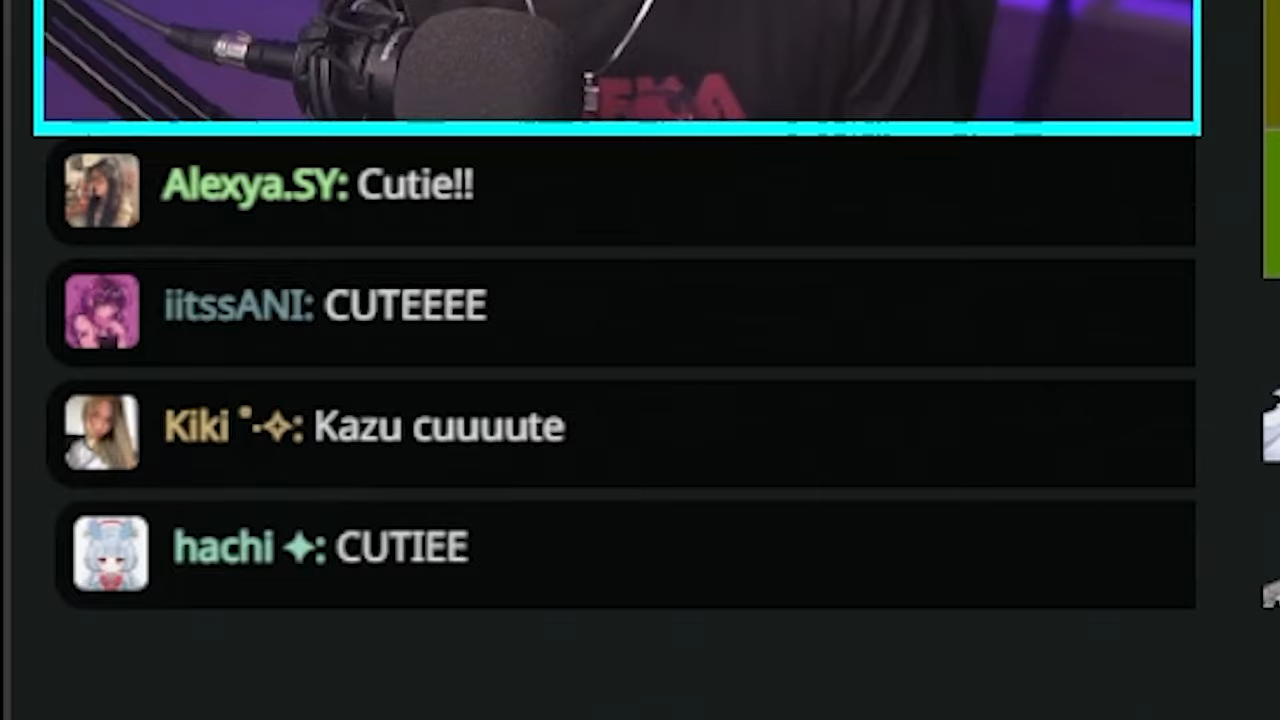 Alexya.SY: Cutie!!
iitssANI: CUTEEEE
Kiki ˚‧✧: Kazu cuuuute
hachi ✦: CUTIEE